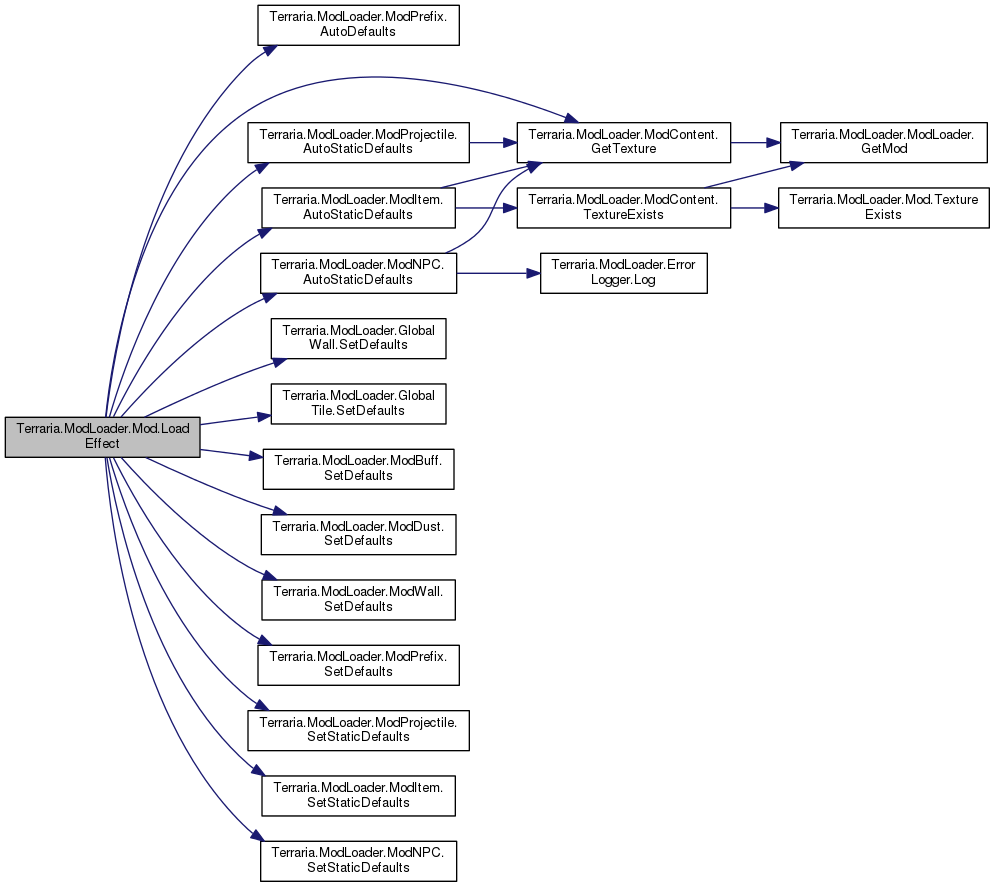 Terraria.ModLoader.ModPrefix.
AutoDefaults
Terraria.ModLoader.ModProjectile.
AutoStaticDefaults
Terraria.ModLoader.ModContent.
GetTexture
Terraria.ModLoader.ModLoader.
GetMod
Terraria.ModLoader.ModItem.
AutoStaticDefaults
Terraria.ModLoader.ModContent.
TextureExists
Terraria.ModLoader.Mod.Texture
Exists
Terraria.ModLoader.ModNPC.
AutoStaticDefaults
Terraria.ModLoader.Error
Logger.Log
Terraria.ModLoader.Global
Wall.SetDefaults
Terraria.ModLoader.Global
Tile.SetDefaults
Terraria.ModLoader.Mod.Load
Effect
Terraria.ModLoader.ModBuff.
SetDefaults
Terraria.ModLoader.ModDust.
SetDefaults
Terraria.ModLoader.ModWall.
SetDefaults
Terraria.ModLoader.ModPrefix.
SetDefaults
Terraria.ModLoader.ModProjectile.
SetStaticDefaults
Terraria.ModLoader.ModItem.
SetStaticDefaults
Terraria.ModLoader.ModNPC.
SetStaticDefaults